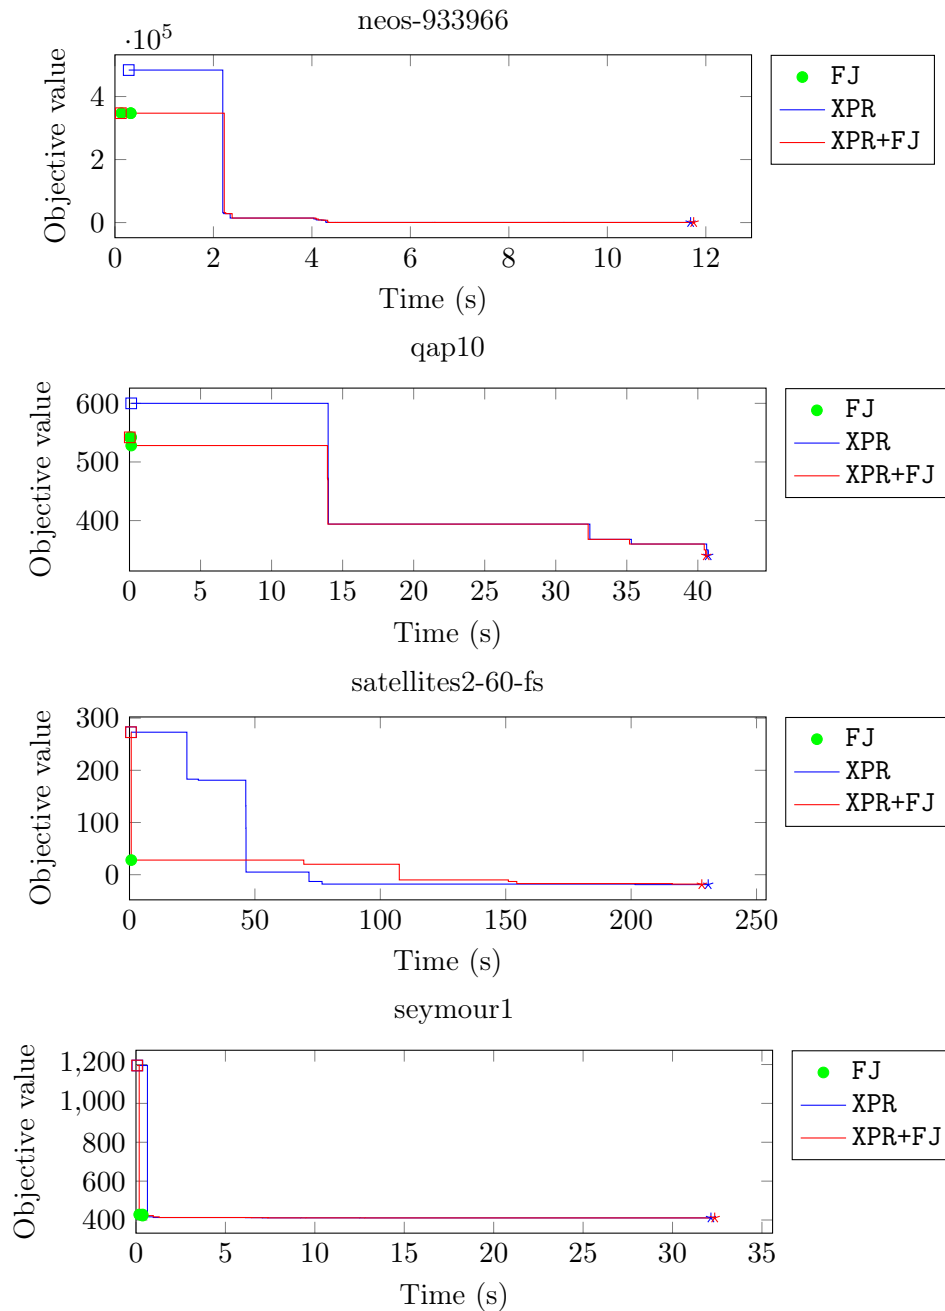 neos-933966
·10⁵
Objective value
4
2
0
0 2 4 6 8 10 12
Time (s)
FJ
XPR
XPR+FJ
qap10
Objective value
600
500
400
0 5 10 15 20 25 30 35 40
Time (s)
FJ
XPR
XPR+FJ
satellites2-60-fs
Objective value
300
200
100
0
0 50 100 150 200 250
Time (s)
FJ
XPR
XPR+FJ
seymour1
Objective value
1,200
1,000
800
600
400
0 5 10 15 20 25 30 35
Time (s)
FJ
XPR
XPR+FJ